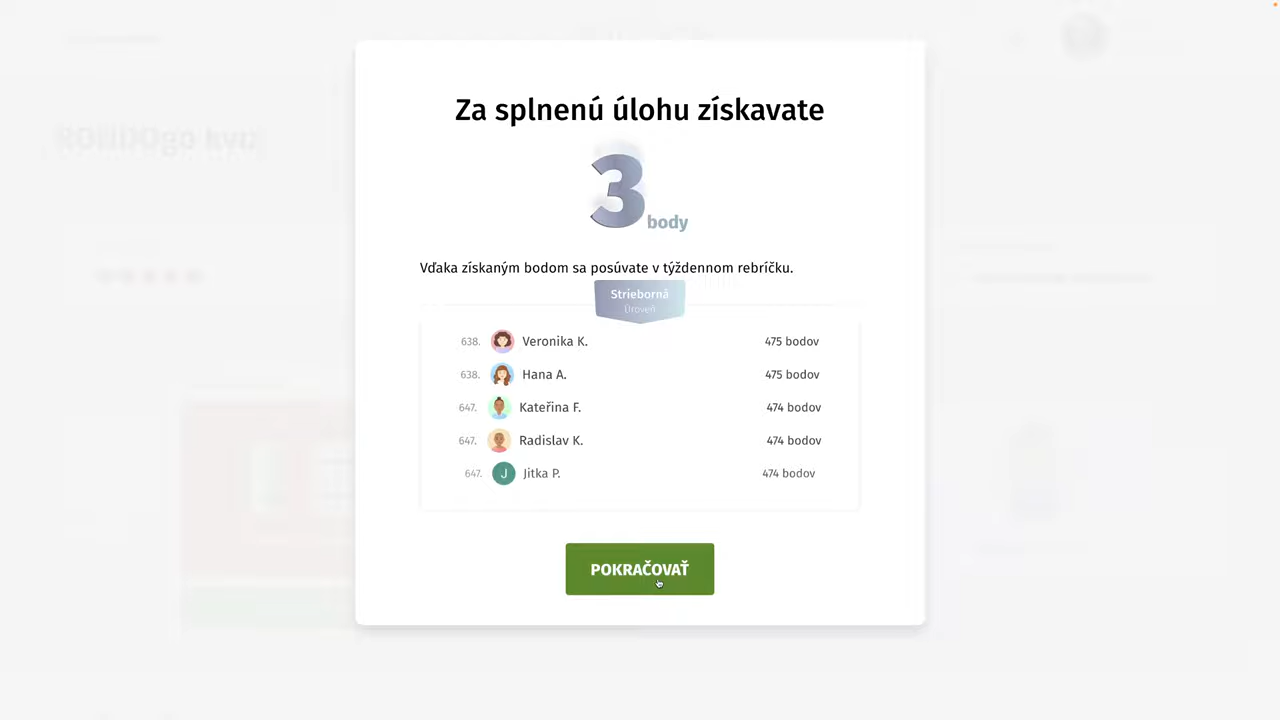 Za splnenú úlohu získavate
3 body
Vďaka získaným bodom sa posúvate v týždennom rebríčku.
Strieborná
Úroveň
638. Veronika K. 475 bodov
638. Hana A. 475 bodov
647. Kateřina F. 474 bodov
647. Radislav K. 474 bodov
647. J Jitka P. 474 bodov
POKRAČOVAŤ